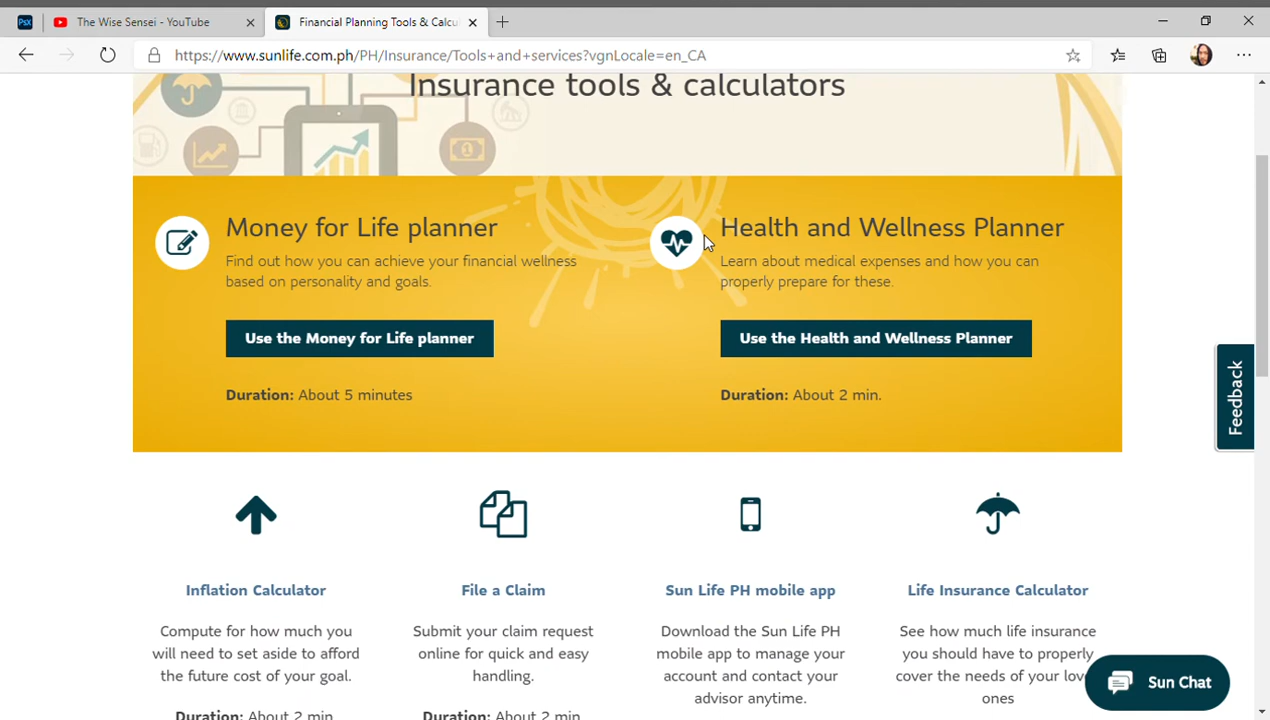 The Wise Sensei - YouTube
Financial Planning Tools & Calcu
https://www.sunlife.com.ph/PH/Insurance/Tools+and+services?vgnLocale=en_CA
Insurance tools & calculators
Money for Life planner
Find out how you can achieve your financial wellness
based on personality and goals.
Use the Money for Life planner
Duration: About 5 minutes
Health and Wellness Planner
Learn about medical expenses and how you can
properly prepare for these.
Use the Health and Wellness Planner
Duration: About 2 min.
Feedback
Inflation Calculator
Compute for how much you
will need to set aside to afford
the future cost of your goal.
Duration: About 2 min
File a Claim
Submit your claim request
online for quick and easy
handling.
Duration: About 2 min.
Sun Life PH mobile app
Download the Sun Life PH
mobile app to manage your
account and contact your
advisor anytime.
Life Insurance Calculator
See how much life insurance
you should have to properly
cover the needs of your
ones
Sun Chat